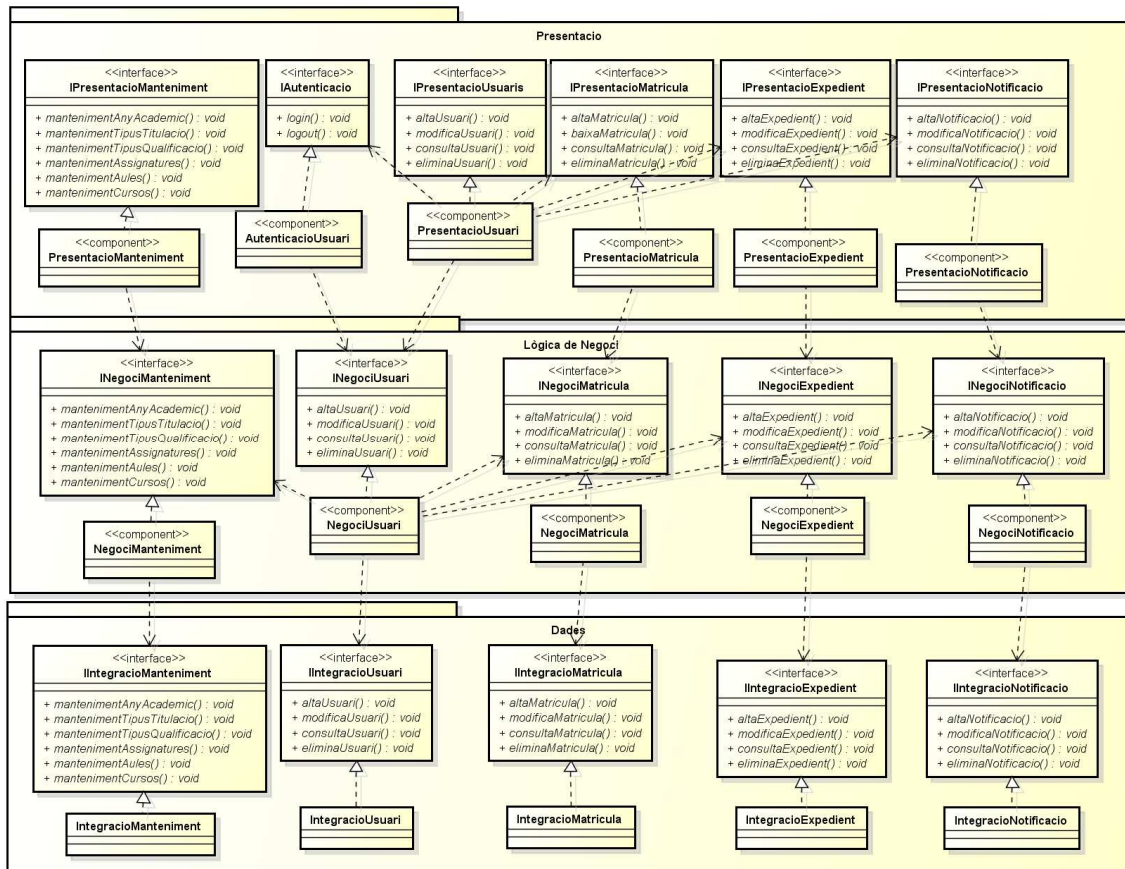 Presentacio
<<interface>>
IPresentacioManteniment
+ mantenimentAnyAcademic() : void
+ mantenimentTipusTitulacio() : void
+ mantenimentTipusQualificacio() : void
+ mantenimentAssignatures() : void
+ mantenimentAules() : void
+ mantenimentCursos() : void
<<interface>>
IAutenticacio
+ login() : void
+ logout() : void
<<interface>>
IPresentacioUsuaris
+ altaUsuari() : void
+ modificaUsuari() : void
+ consultaUsuari() : void
+ eliminaUsuari() : void
<<interface>>
IPresentacioMatricula
+ altaMatricula() : void
+ baixaMatricula() : void
+ consultaMatricula() : void
+ eliminaMatricula() : void
<<interface>>
IPresentacioExpedient
+ altaExpedient() : void
+ modificaExpedient() : void
+ consultaExpedient() : void
+ eliminaExpedient() : void
<<interface>>
IPresentacioNotificacio
+ altaNotificacio() : void
+ modificaNotificacio() : void
+ consultaNotificacio() : void
+ eliminaNotificacio() : void
<<component>>
PresentacioManteniment
<<component>>
AutenticacioUsuari
<<component>>
PresentacioUsuari
<<component>>
PresentacioMatricula
<<component>>
PresentacioExpedient
<<component>>
PresentacioNotificacio
Lògica de Negoci
<<interface>>
INegociManteniment
+ mantenimentAnyAcademic() : void
+ mantenimentTipusTitulacio() : void
+ mantenimentTipusQualificacio() : void
+ mantenimentAssignatures() : void
+ mantenimentAules() : void
+ mantenimentCursos() : void
<<interface>>
INegociUsuari
+ altaUsuari() : void
+ modificaUsuari() : void
+ consultaUsuari() : void
+ eliminaUsuari() : void
<<interface>>
INegociMatricula
+ altaMatricula() : void
+ modificaMatricula() : void
+ consultaMatricula() : void
+ eliminaMatricula() : void
<<interface>>
INegociExpedient
+ altaExpedient() : void
+ modificaExpedient() : void
+ consultaExpedient() : void
+ eliminaExpedient() : void
<<interface>>
INegociNotificacio
+ altaNotificacio() : void
+ modificaNotificacio() : void
+ consultaNotificacio() : void
+ eliminaNotificacio() : void
<<component>>
NegociManteniment
<<component>>
NegociUsuari
<<component>>
NegociMatricula
<<component>>
NegociExpedient
<<component>>
NegociNotificacio
Dades
<<interface>>
IIntegracioManteniment
+ mantenimentAnyAcademic() : void
+ mantenimentTipusTitulacio() : void
+ mantenimentTipusQualificacio() : void
+ mantenimentAssignatures() : void
+ mantenimentAules() : void
+ mantenimentCursos() : void
<<interface>>
IIntegracioUsuari
+ altaUsuari() : void
+ modificaUsuari() : void
+ consultaUsuari() : void
+ eliminaUsuari() : void
<<interface>>
IIntegracioMatricula
+ altaMatricula() : void
+ modificaMatricula() : void
+ consultaMatricula() : void
+ eliminaMatricula() : void
<<interface>>
IIntegracioExpedient
+ altaExpedient() : void
+ modificaExpedient() : void
+ consultaExpedient() : void
+ eliminaExpedient() : void
<<interface>>
IIntegracioNotificacio
+ altaNotificacio() : void
+ modificaNotificacio() : void
+ consultaNotificacio() : void
+ eliminaNotificacio() : void
IntegracioManteniment
IntegracioUsuari
IntegracioMatricula
IntegracioExpedient
IntegracioNotificacio